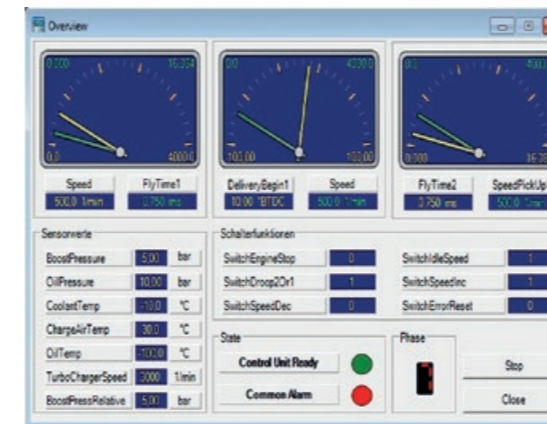 Overview
0.000 16.384
0.0 4000.0
0.0 4000.0
100.00 100.00
0.000
Speed FlyTime1
500,0 1/min 0,750 ms
DeliveryBegin1 Speed
10.00 °BTDC 500,0 1/min
FlyTime2 SpeedPickUp
0,750 ms 500,0 1/min
Sensorwerte
BoostPressure 5,00 bar
OilPressure 10,00 bar
CoolantTemp -10,0 °C
ChargeAirTemp 30,0 °C
OilTemp -100,0 °C
TurboChargerSpeed 3000 1/min
BoostPressRelative 5,00 bar
Schalterfunktionen
SwitchEngineStop 0
SwitchDroop2Or1 1
SwitchSpeedDec 0
SwitchIdleSpeed 1
SwitchSpeedInc 1
SwitchErrorReset 0
State
Control Unit Ready
Common Alarm
Phase
Stop
Close